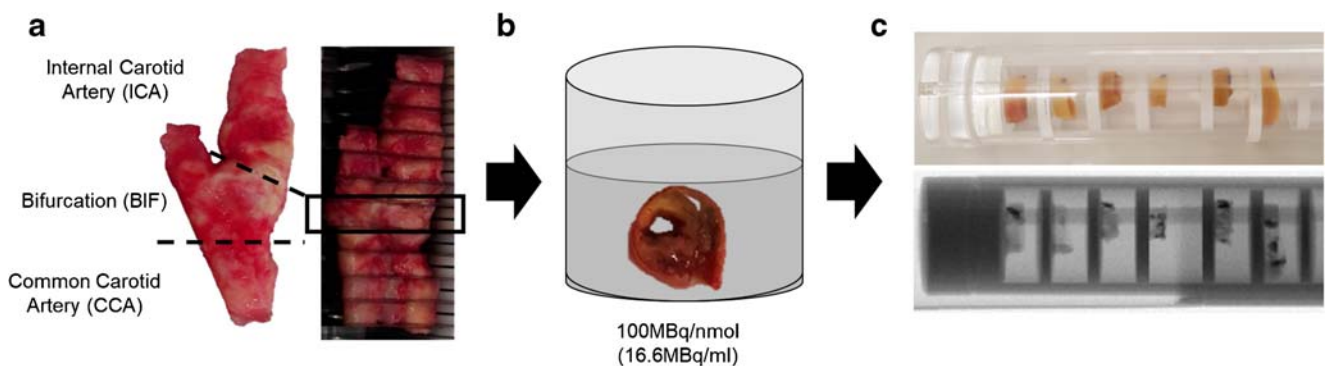 a
Internal Carotid
Artery (ICA)
Bifurcation (BIF)
Common Carotid
Artery (CCA)
b
100MBq/nmol
(16.6MBq/ml)
c